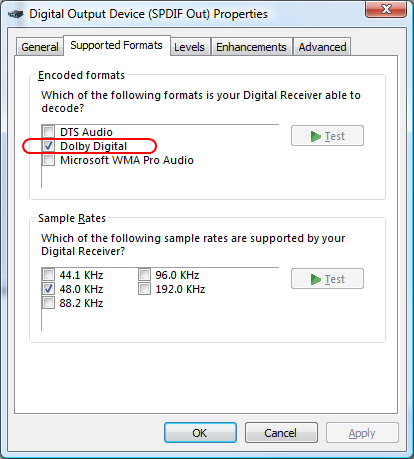 Digital Output Device (SPDIF Out) Properties
General Supported Formats Levels Enhancements Advanced
Encoded formats
Which of the following formats is your Digital Receiver able to
decode?
DTS Audio
Dolby Digital
Microsoft WMA Pro Audio
Test
Sample Rates
Which of the following sample rates are supported by your
Digital Receiver?
44.1 KHz 96.0 KHz
48.0 KHz 192.0 KHz
88.2 KHz
Test
OK Cancel Apply